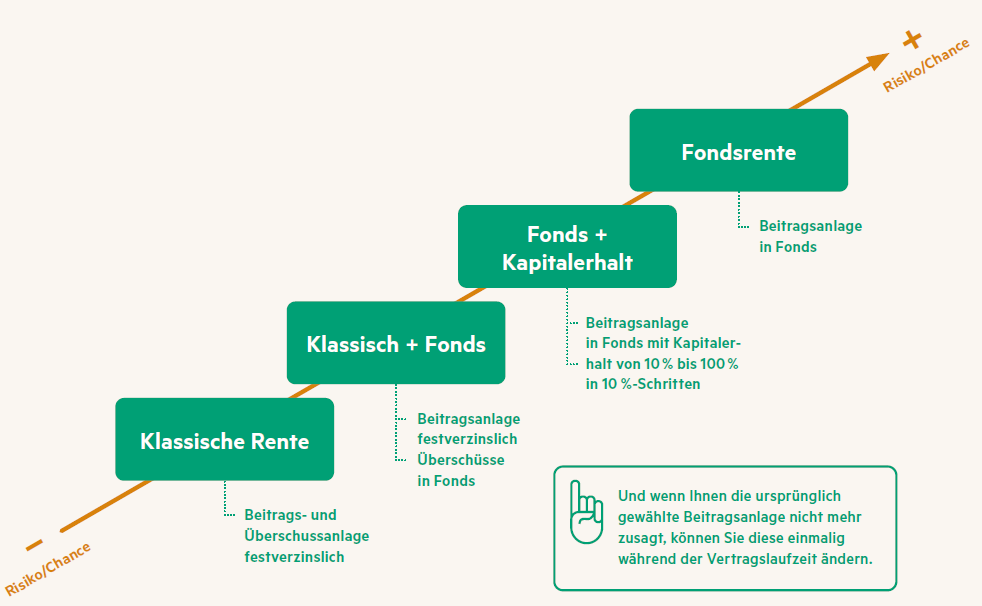 +
Risiko/Chance
Fondsrente
Beitragsanlage
in Fonds
Fonds +
Kapitalerhalt
Beitragsanlage
in Fonds mit Kapitaler-
halt von 10 % bis 100 %
in 10 %-Schritten
Klassisch + Fonds
Beitragsanlage
festverzinslich
Überschüsse
in Fonds
Klassische Rente
Beitrags- und
Überschussanlage
festverzinslich
–
Risiko/Chance
Und wenn Ihnen die ursprünglich
gewählte Beitragsanlage nicht mehr
zusagt, können Sie diese einmalig
während der Vertragslaufzeit ändern.